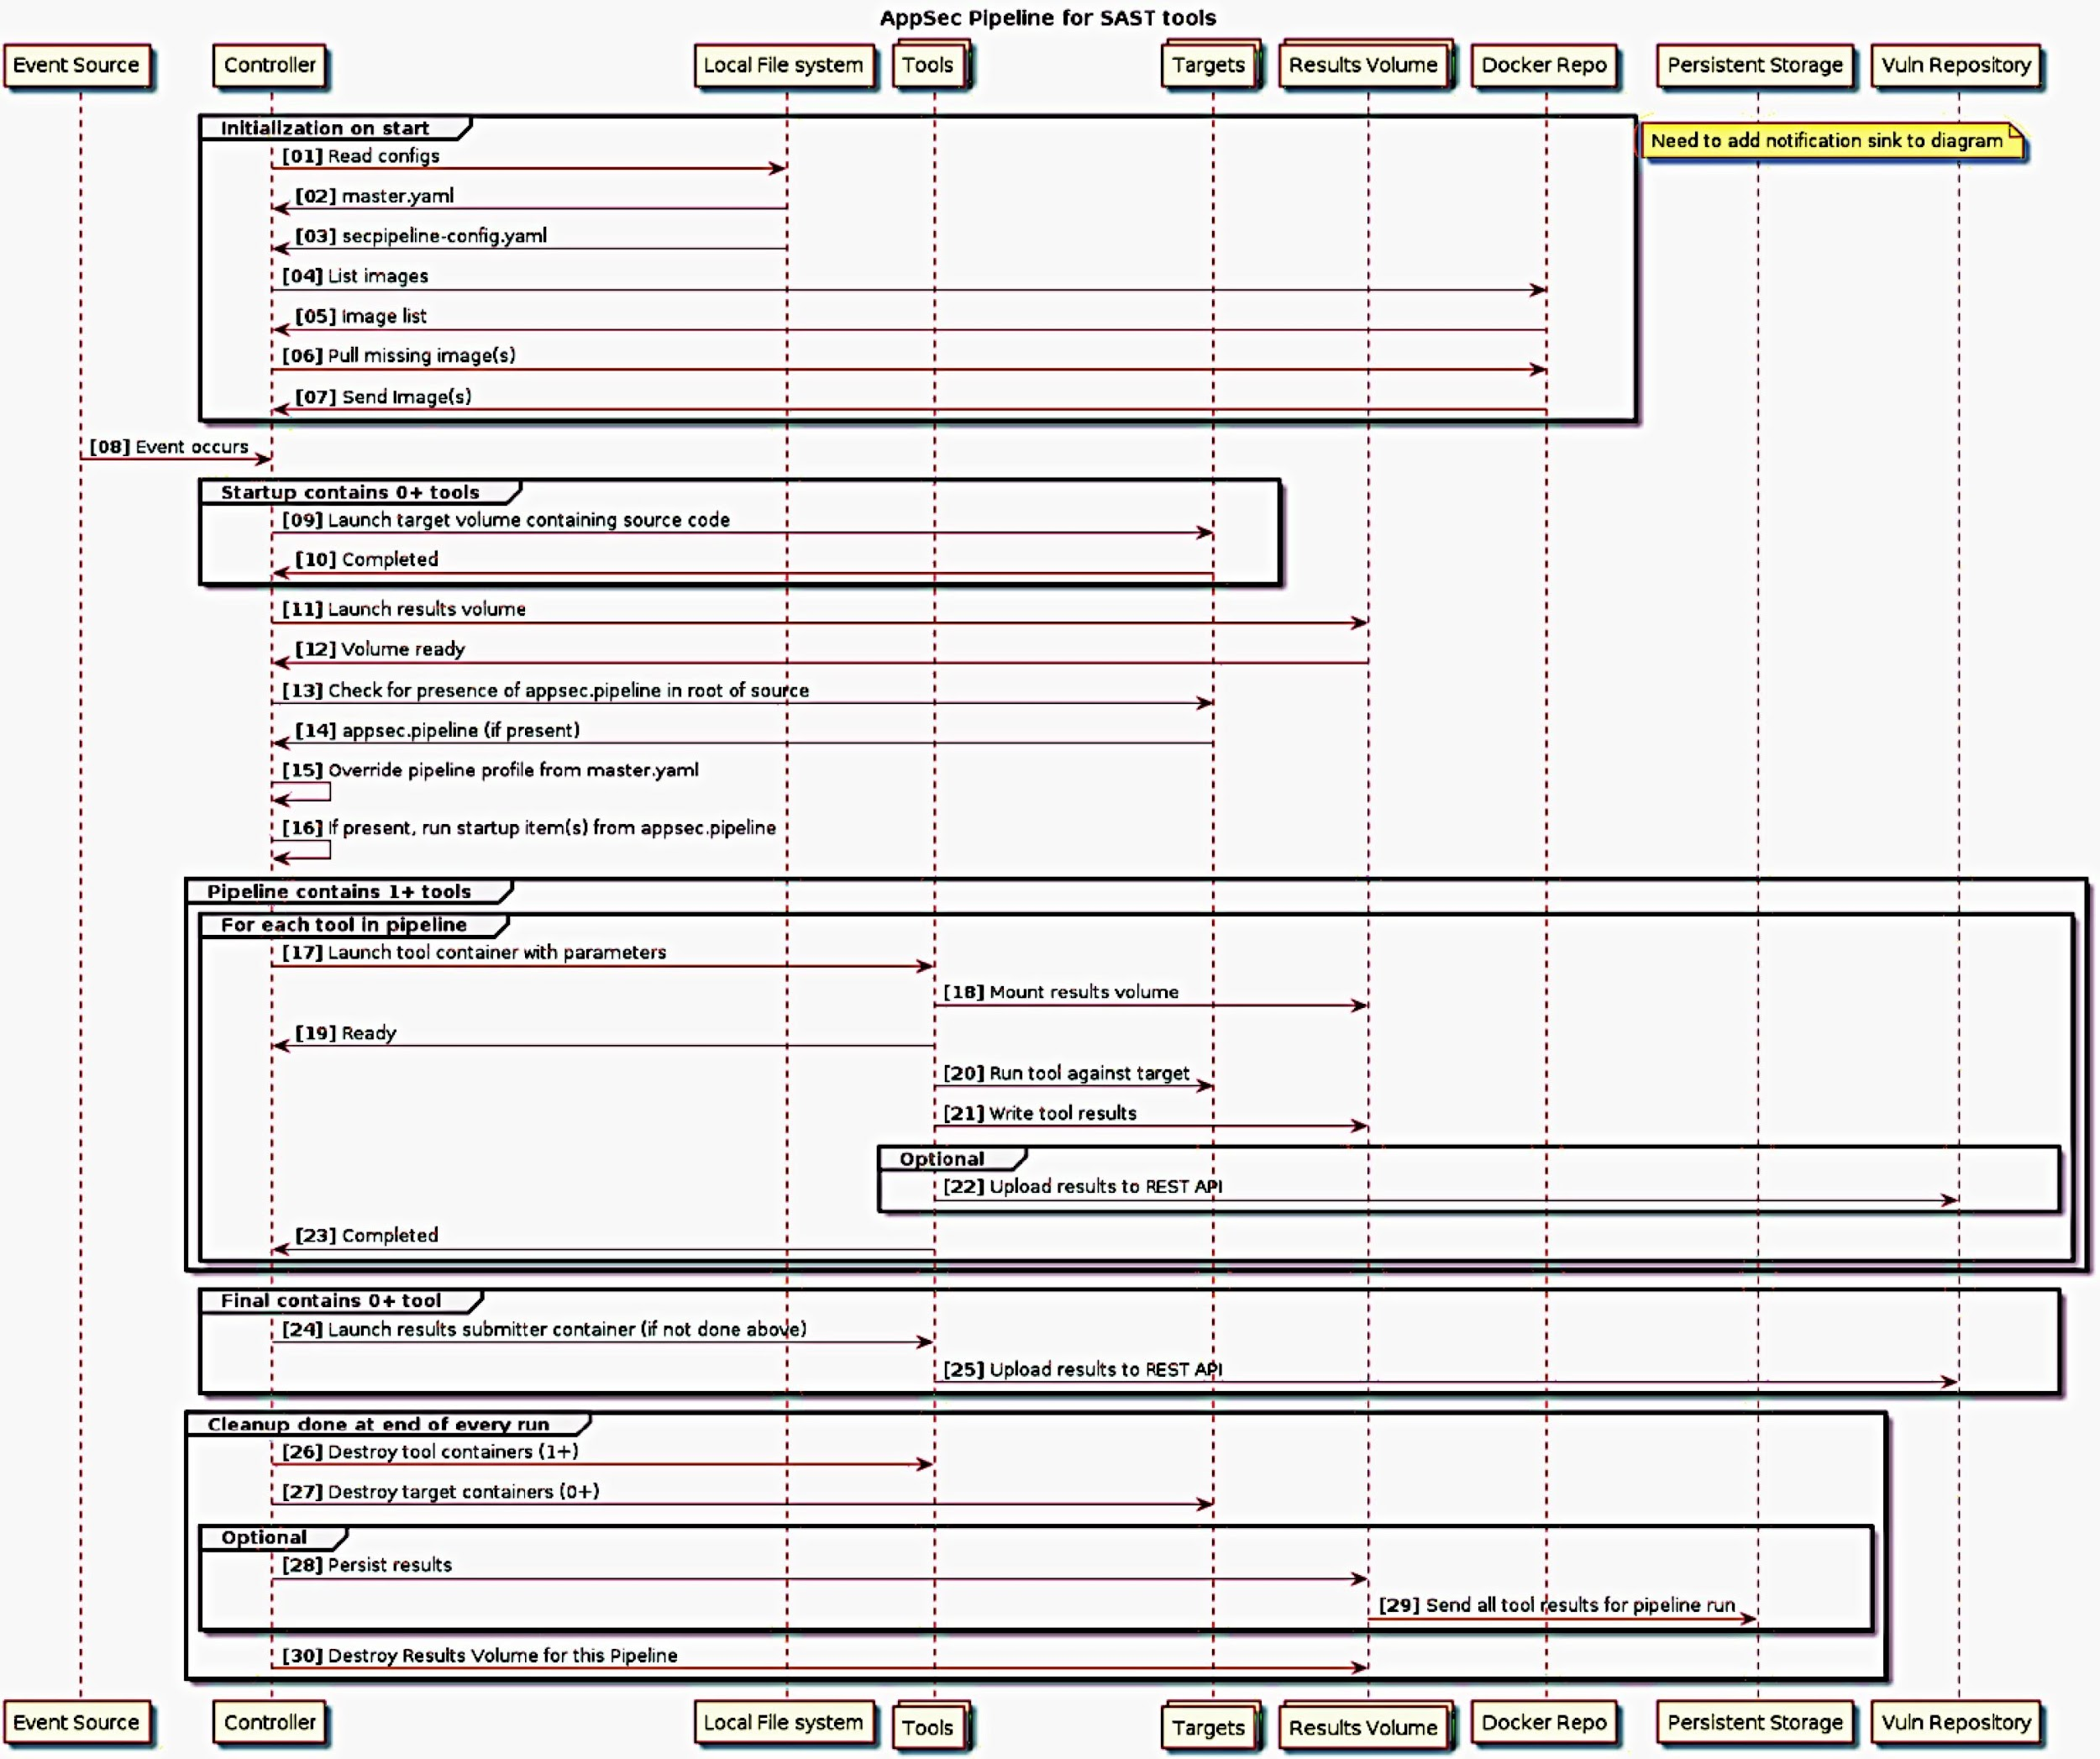 AppSec Pipeline for SAST tools
Event Source
Controller
Local File system
Tools
Targets
Results Volume
Docker Repo
Persistent Storage
Vuln Repository
Initialization on start
Need to add notification sink to diagram
[01] Read configs
[02] master.yaml
[03] secpipeline-config.yaml
[04] List images
[05] Image list
[06] Pull missing image(s)
[07] Send Image(s)
[08] Event occurs
Startup contains 0+ tools
[09] Launch target volume containing source code
[10] Completed
[11] Launch results volume
[12] Volume ready
[13] Check for presence of appsec.pipeline in root of source
[14] appsec.pipeline (if present)
[15] Override pipeline profile from master.yaml
[16] If present, run startup item(s) from appsec.pipeline
Pipeline contains 1+ tools
For each tool in pipeline
[17] Launch tool container with parameters
[18] Mount results volume
[19] Ready
[20] Run tool against target
[21] Write tool results
Optional
[22] Upload results to REST API
[23] Completed
Final contains 0+ tool
[24] Launch results submitter container (if not done above)
[25] Upload results to REST API
Cleanup done at end of every run
[26] Destroy tool containers (1+)
[27] Destroy target containers (0+)
Optional
[28] Persist results
[29] Send all tool results for pipeline run
[30] Destroy Results Volume for this Pipeline
Event Source
Controller
Local File system
Tools
Targets
Results Volume
Docker Repo
Persistent Storage
Vuln Repository